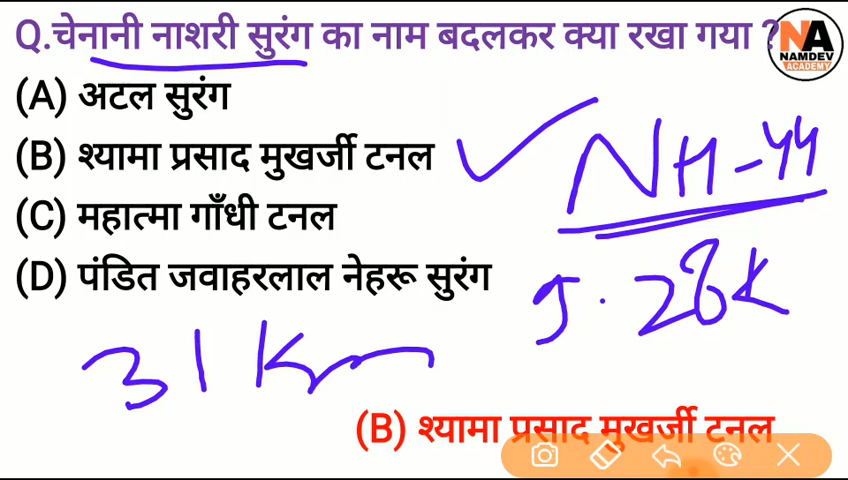 Q.चेनानी नाशरी सुरंग का नाम बदलकर क्या रखा गया ?
NA
NAMDEV
ACADEMY
(A) अटल सुरंग
(B) श्यामा प्रसाद मुखर्जी टनल
NH-44
(C) महात्मा गाँधी टनल
(D) पंडित जवाहरलाल नेहरू सुरंग
9.28K
31 Km
(B) श्यामा प्रसाद मुखर्जी टनल